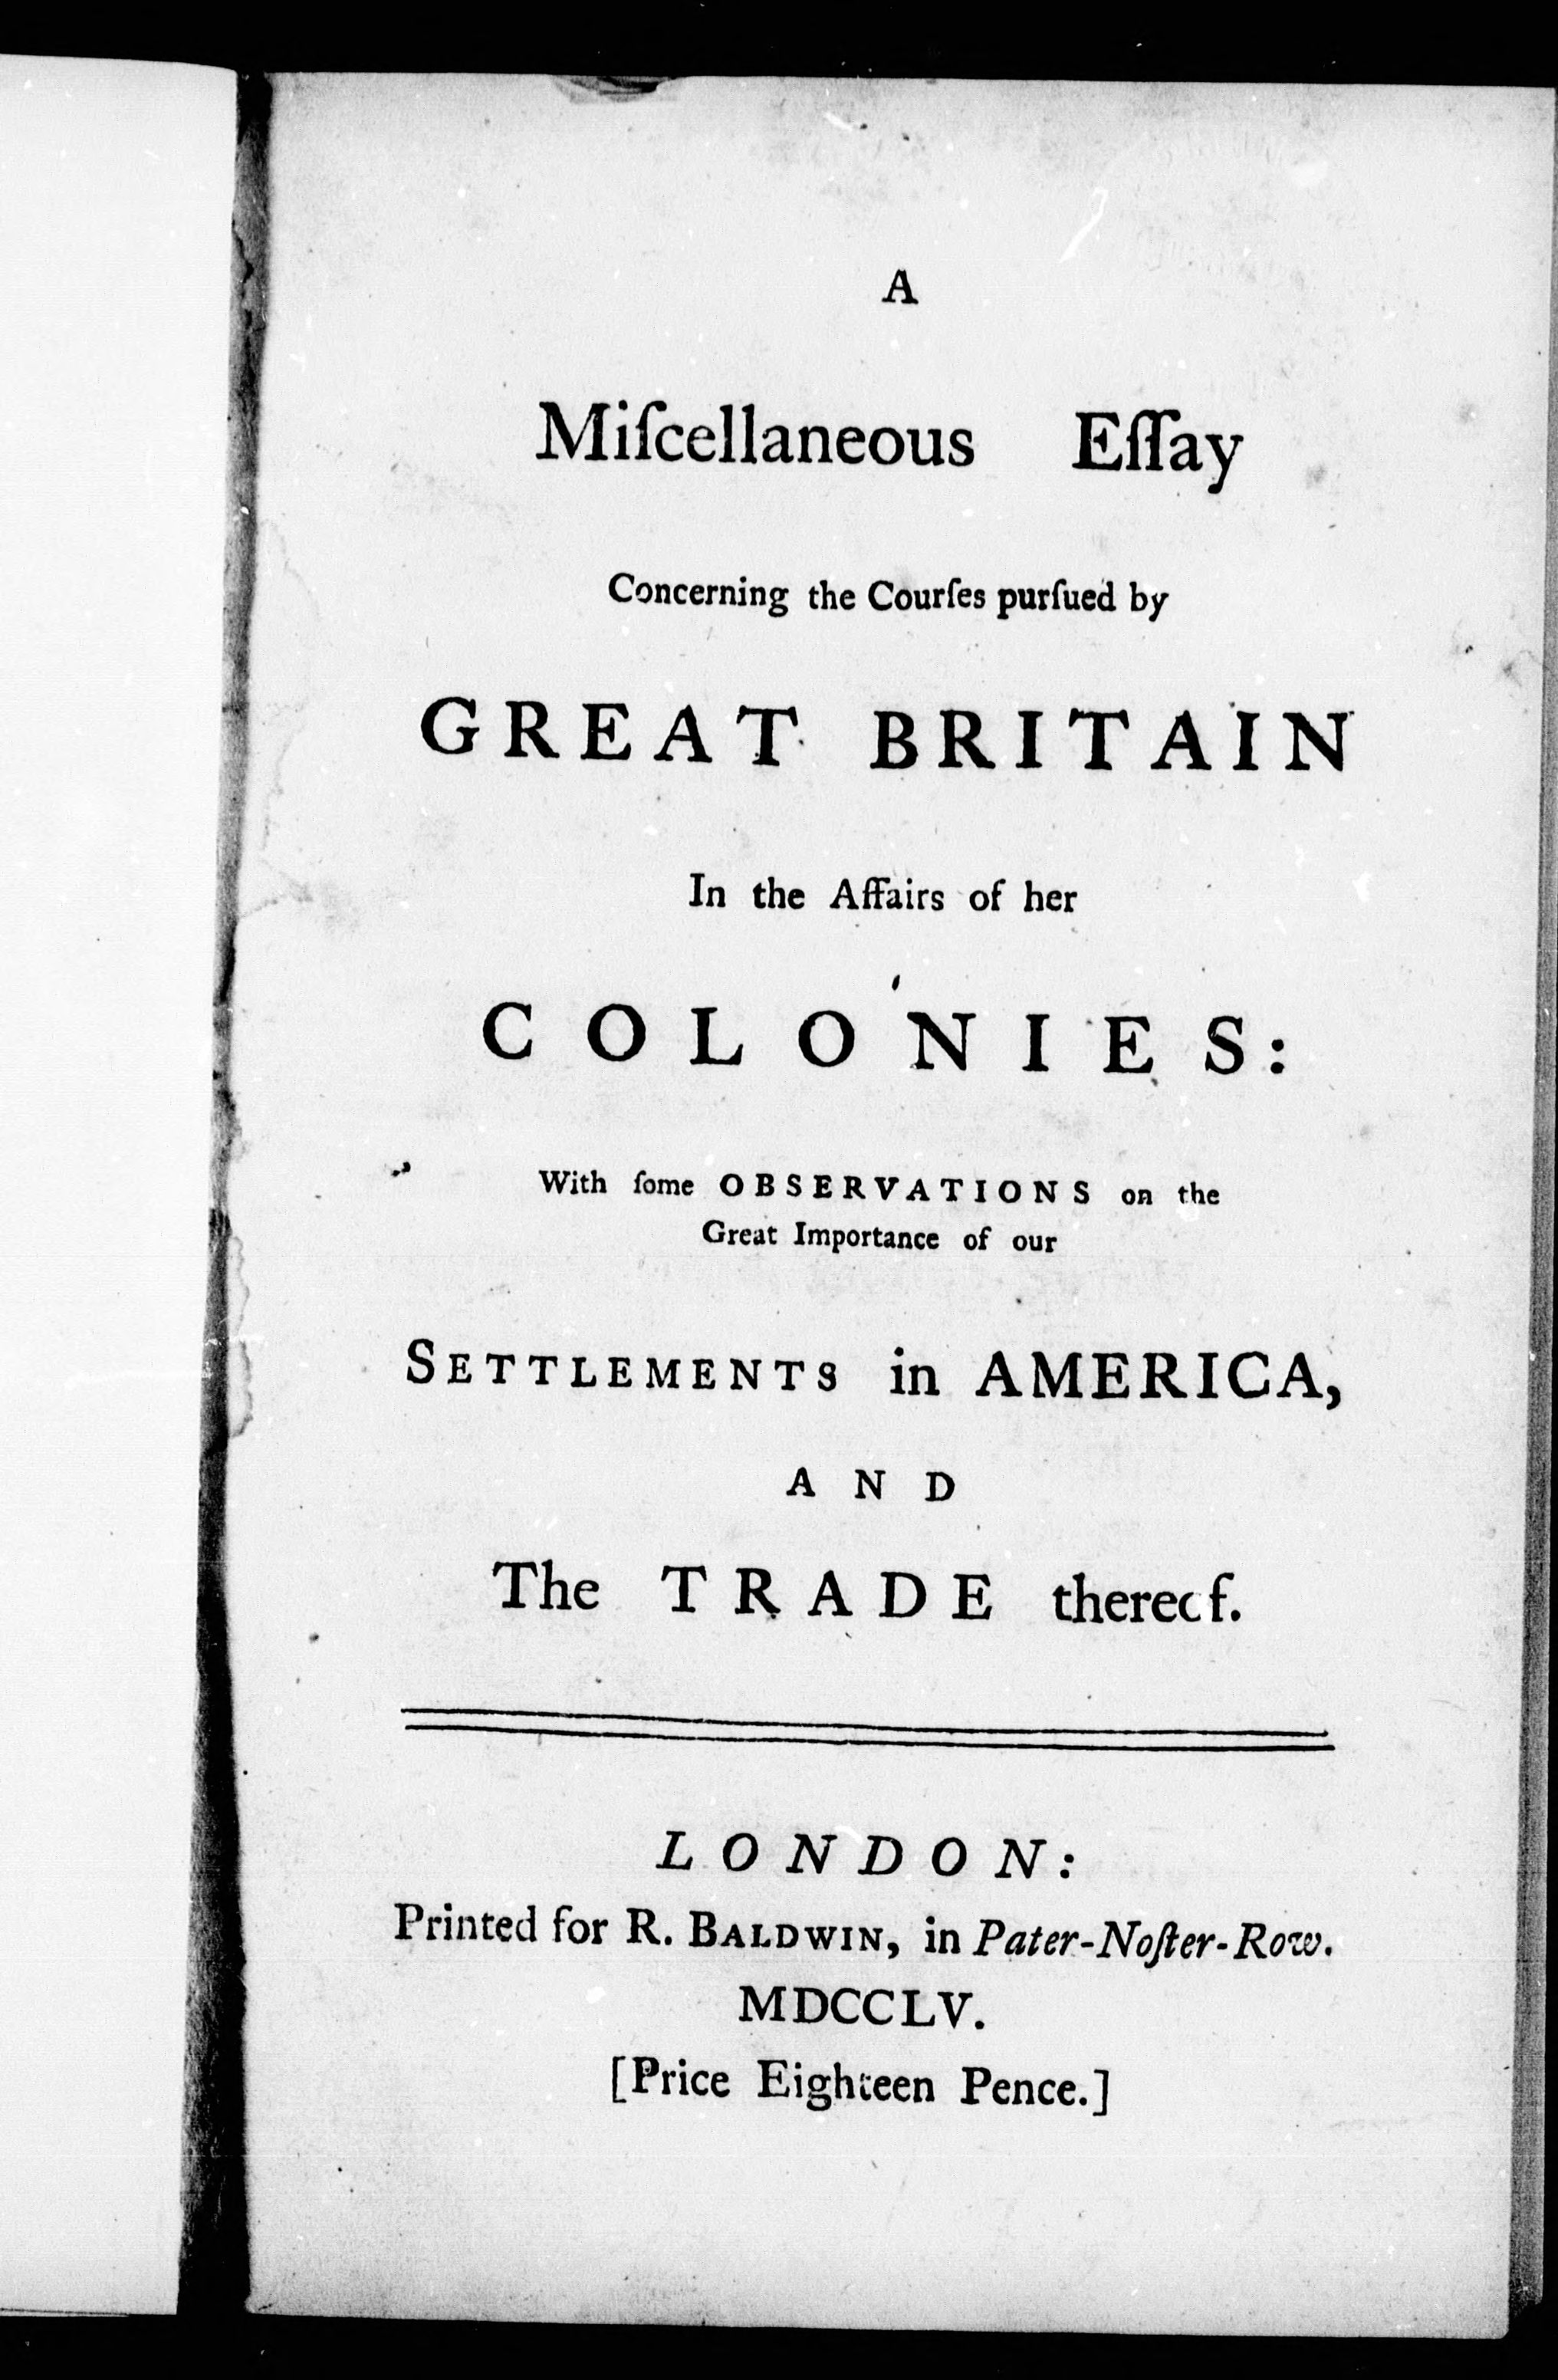 A
Miſcellaneous Eſſay
Concerning the Courſes purſued by
GREAT BRITAIN
In the Affairs of her
COLONIES:
With ſome OBSERVATIONS on the
Great Importance of our
SETTLEMENTS in AMERICA,
AND
The TRADE thereof.
LONDON:
Printed for R. BALDWIN, in Pater-Noſter-Row.
MDCCLV.
[Price Eighteen Pence.]